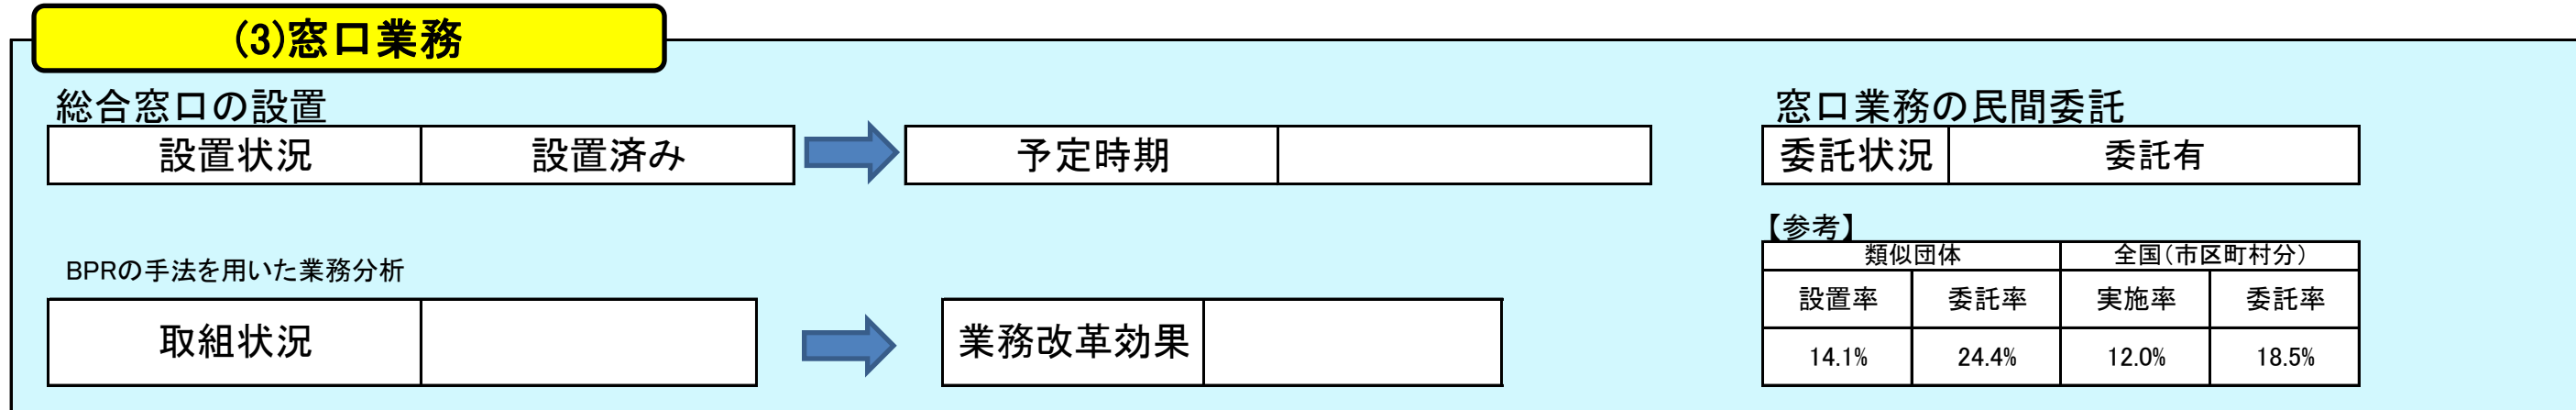 (3)窓口業務
総合窓口の設置
設置状況 設置済み 予定時期
窓口業務の民間委託
委託状況 委託有
BPRの手法を用いた業務分析
取組状況 業務改革効果
【参考】
類似団体 全国(市区町村分)
設置率 委託率 実施率 委託率
14.1% 24.4% 12.0% 18.5%